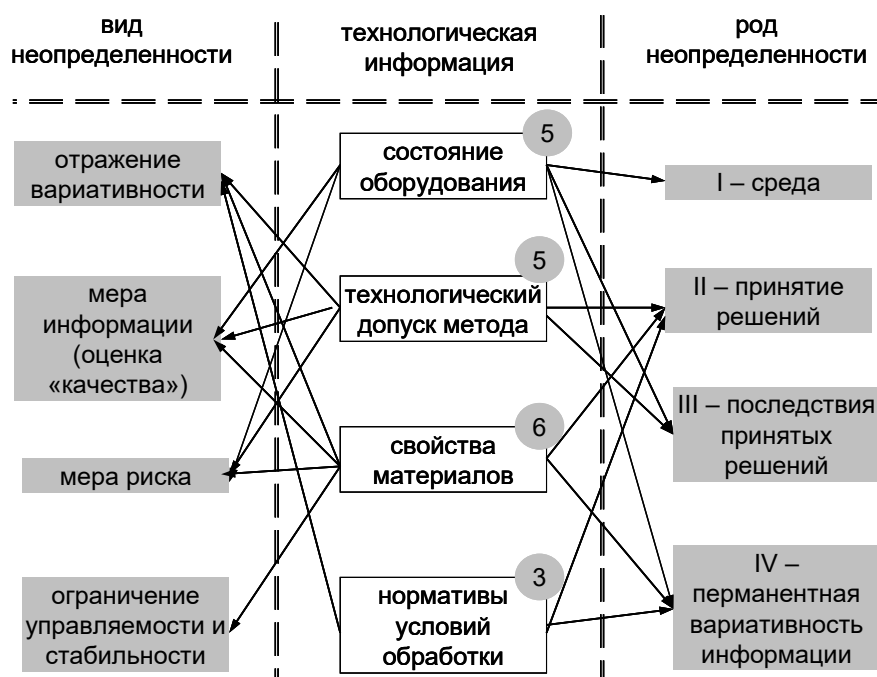 вид
неопределенности
технологическая
информация
род
неопределенности
отражение
вариативности
мера
информации
(оценка
«качества»)
мера риска
ограничение
управляемости и
стабильности
5
состояние
оборудования
5
технологический
допуск метода
6
свойства
материалов
3
нормативы
условий
обработки
I – среда
II – принятие
решений
III – последствия
принятых
решений
IV –
перманентная
вариативность
информации